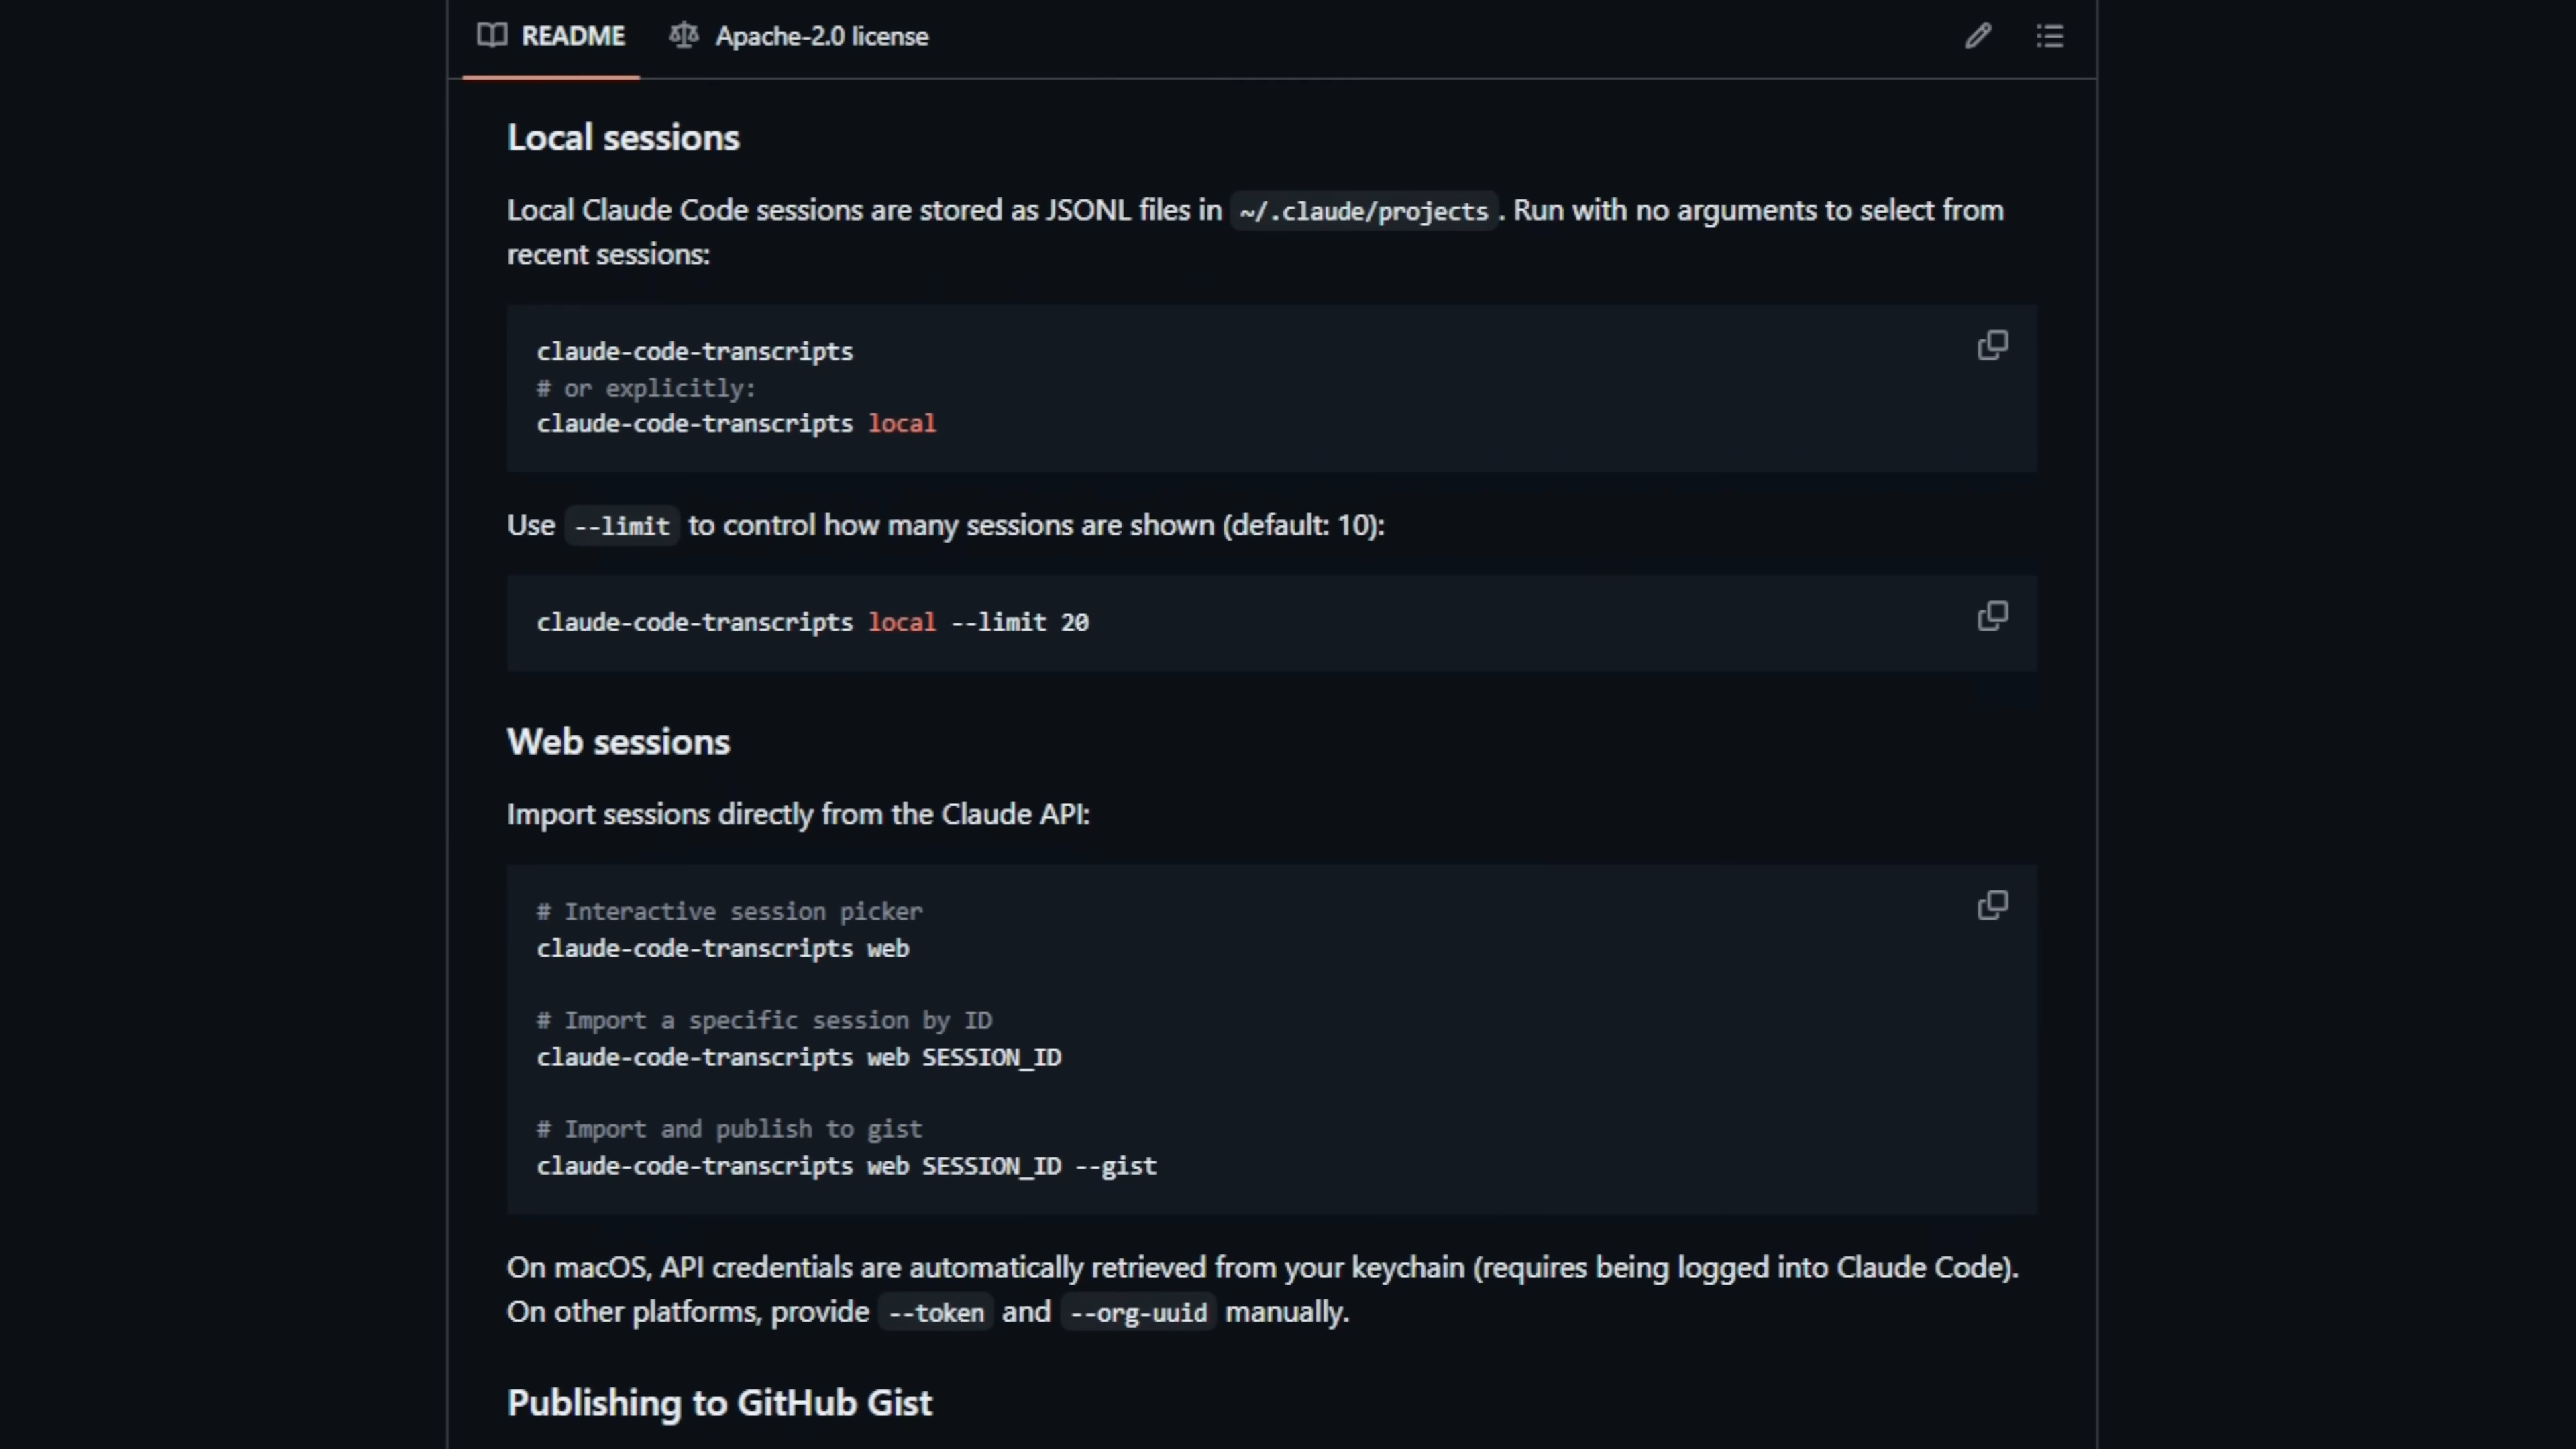 README
Apache-2.0 license
Local sessions
Local Claude Code sessions are stored as JSONL files in ~/.claude/projects . Run with no arguments to select from
recent sessions:
claude-code-transcripts
# or explicitly:
claude-code-transcripts local
Use --limit to control how many sessions are shown (default: 10):
claude-code-transcripts local --limit 20
Web sessions
Import sessions directly from the Claude API:
# Interactive session picker
claude-code-transcripts web
# Import a specific session by ID
claude-code-transcripts web SESSION_ID
# Import and publish to gist
claude-code-transcripts web SESSION_ID --gist
On macOS, API credentials are automatically retrieved from your keychain (requires being logged into Claude Code).
On other platforms, provide --token and --org-uuid manually.
Publishing to GitHub Gist